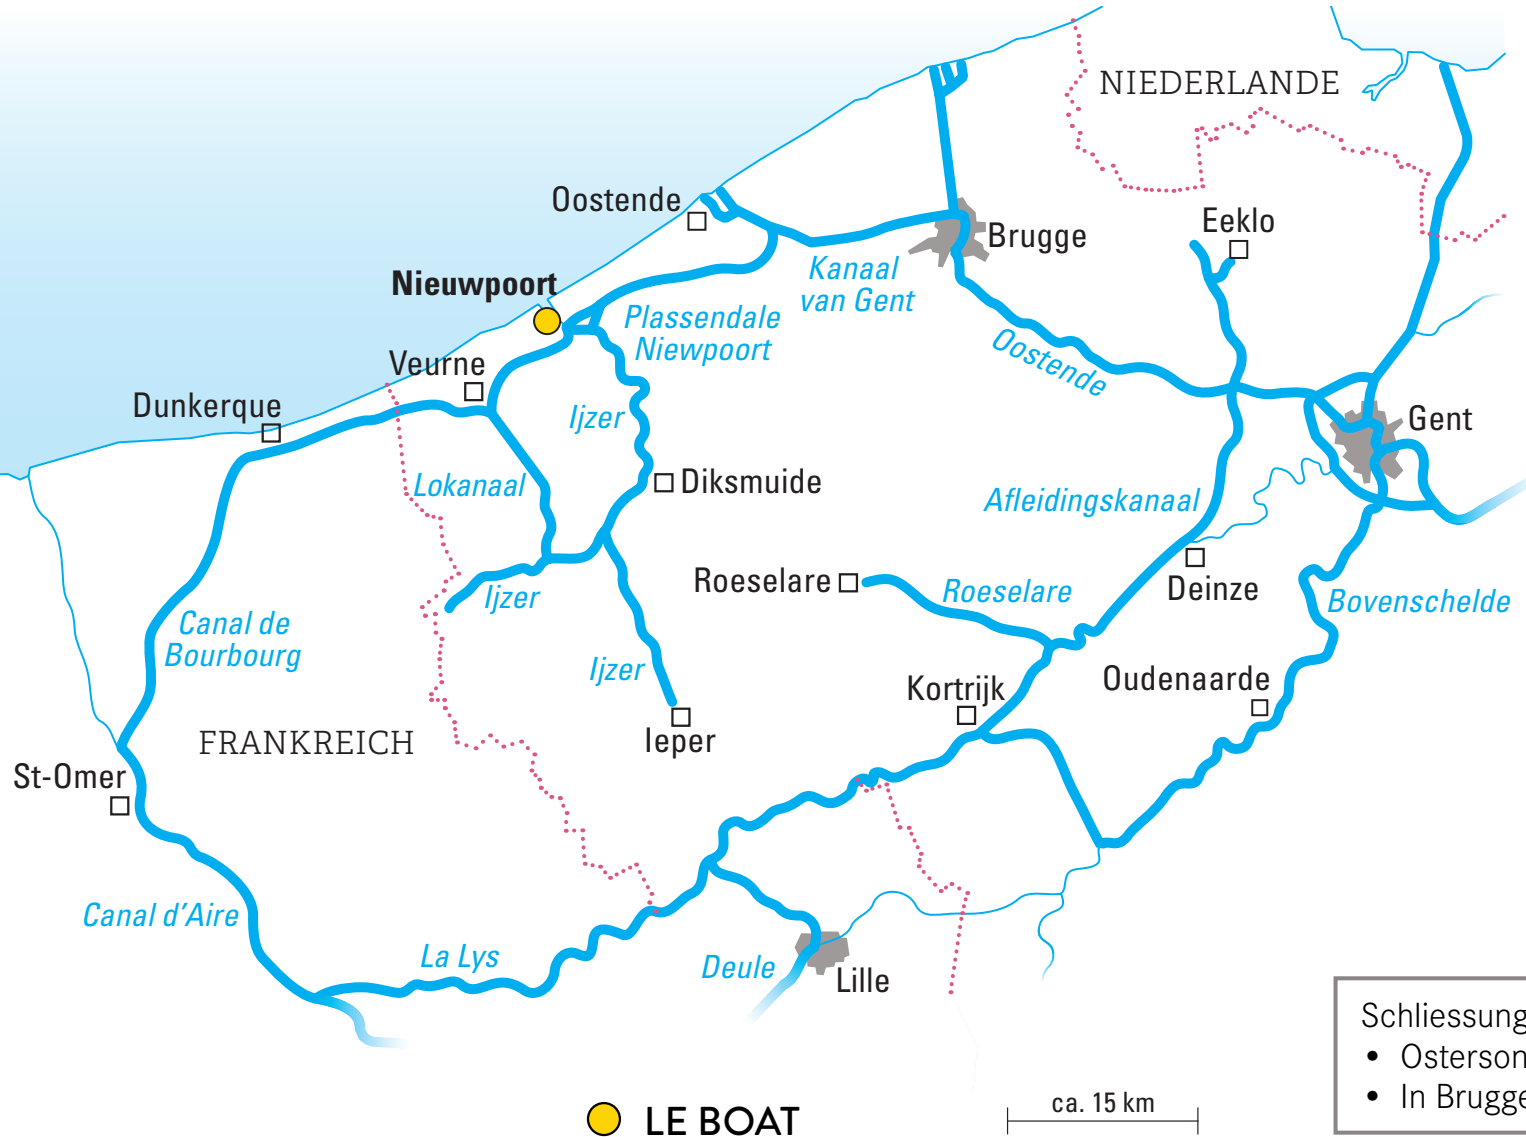 NIEDERLANDE
Oostende
Eeklo
Brugge
Kanaal
van Gent
Nieuwpoort
Plassendale
Niewpoort
Oostende
Veurne
Dunkerque
Ijzer
Gent
Lokanaal
Diksmuide
Afleidingskanaal
Roeselare
Roeselare
Deinze
Ijzer
Bovenschelde
Canal de
Bourbourg
Ijzer
Kortrijk
Oudenaarde
FRANKREICH
Ieper
St-Omer
Canal d’Aire
La Lys
Deule
Lille
Schliessung
• Osterson
• In Brugge
ca. 15 km
LE BOAT